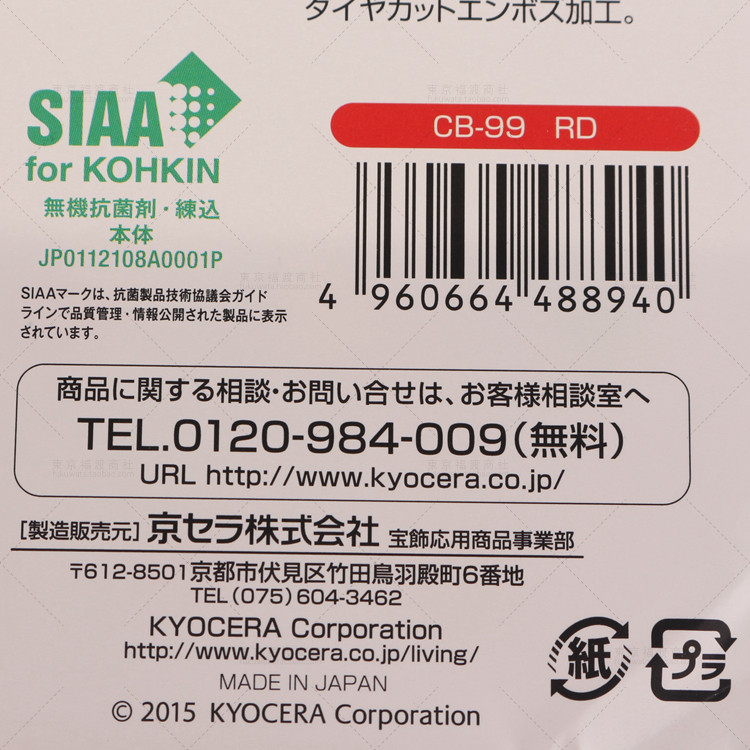 ダイヤカットエンボス加工。
SIAA
for KOHKIN
無機抗菌剤・練込
本体
JP0112108A0001P
SIAAマークは、抗菌製品技術協議会ガイド
ラインで品質管理・情報公開された製品に表示
されています。
CB-99 RD
4 960664 488940
商品に関する相談・お問い合せは、お客様相談室へ
TEL.0120-984-009(無料)
URL http://www.kyocera.co.jp/
[製造販売元] 京セラ株式会社 宝飾応用商品事業部
〒612-8501 京都市伏見区竹田鳥羽殿町6番地
TEL(075)604-3462
KYOCERA Corporation
http://www.kyocera.co.jp/living/
MADE IN JAPAN
© 2015 KYOCERA Corporation
紙
プラ